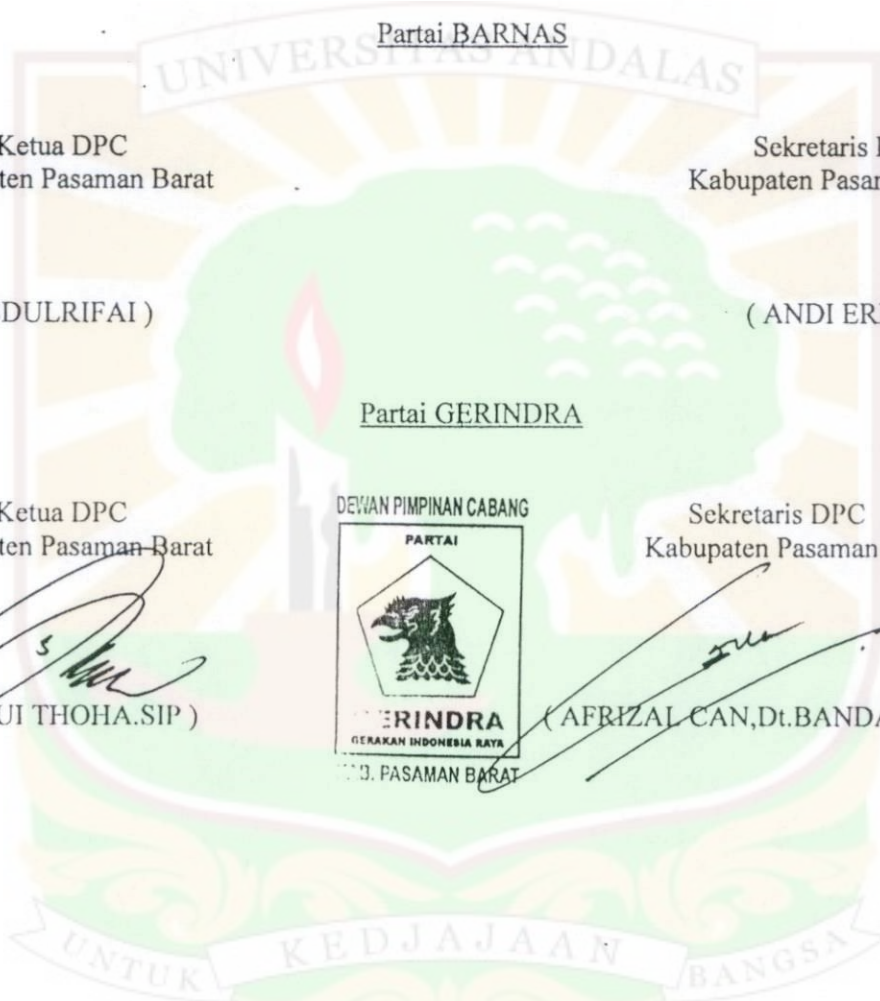 Partai BARNAS
UNIVERSITAS ANDALAS
Ketua DPC
ten Pasaman Barat
Sekretaris
Kabupaten Pasa
DULRIFAI )
( ANDI ER
Partai GERINDRA
Ketua DPC
ten Pasaman Barat
Sekretaris DPC
Kabupaten Pasaman
DEWAN PIMPINAN CABANG
PARTAI
ERINDRA
GERAKAN INDONESIA RAYA
PASAMAN BARAT
UI THOHA.SIP )
( AFRIZAL CAN,Dt.BANDA
UNTUK KEDJAJAAN BANGSA